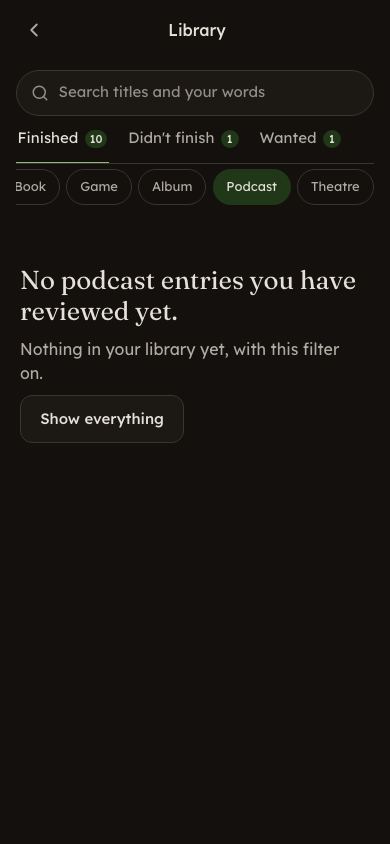 Library
Search titles and your words
Finished 10 Didn't finish 1 Wanted 1
Book Game Album Podcast Theatre
No podcast entries you have
reviewed yet.
Nothing in your library yet, with this filter
on.
Show everything